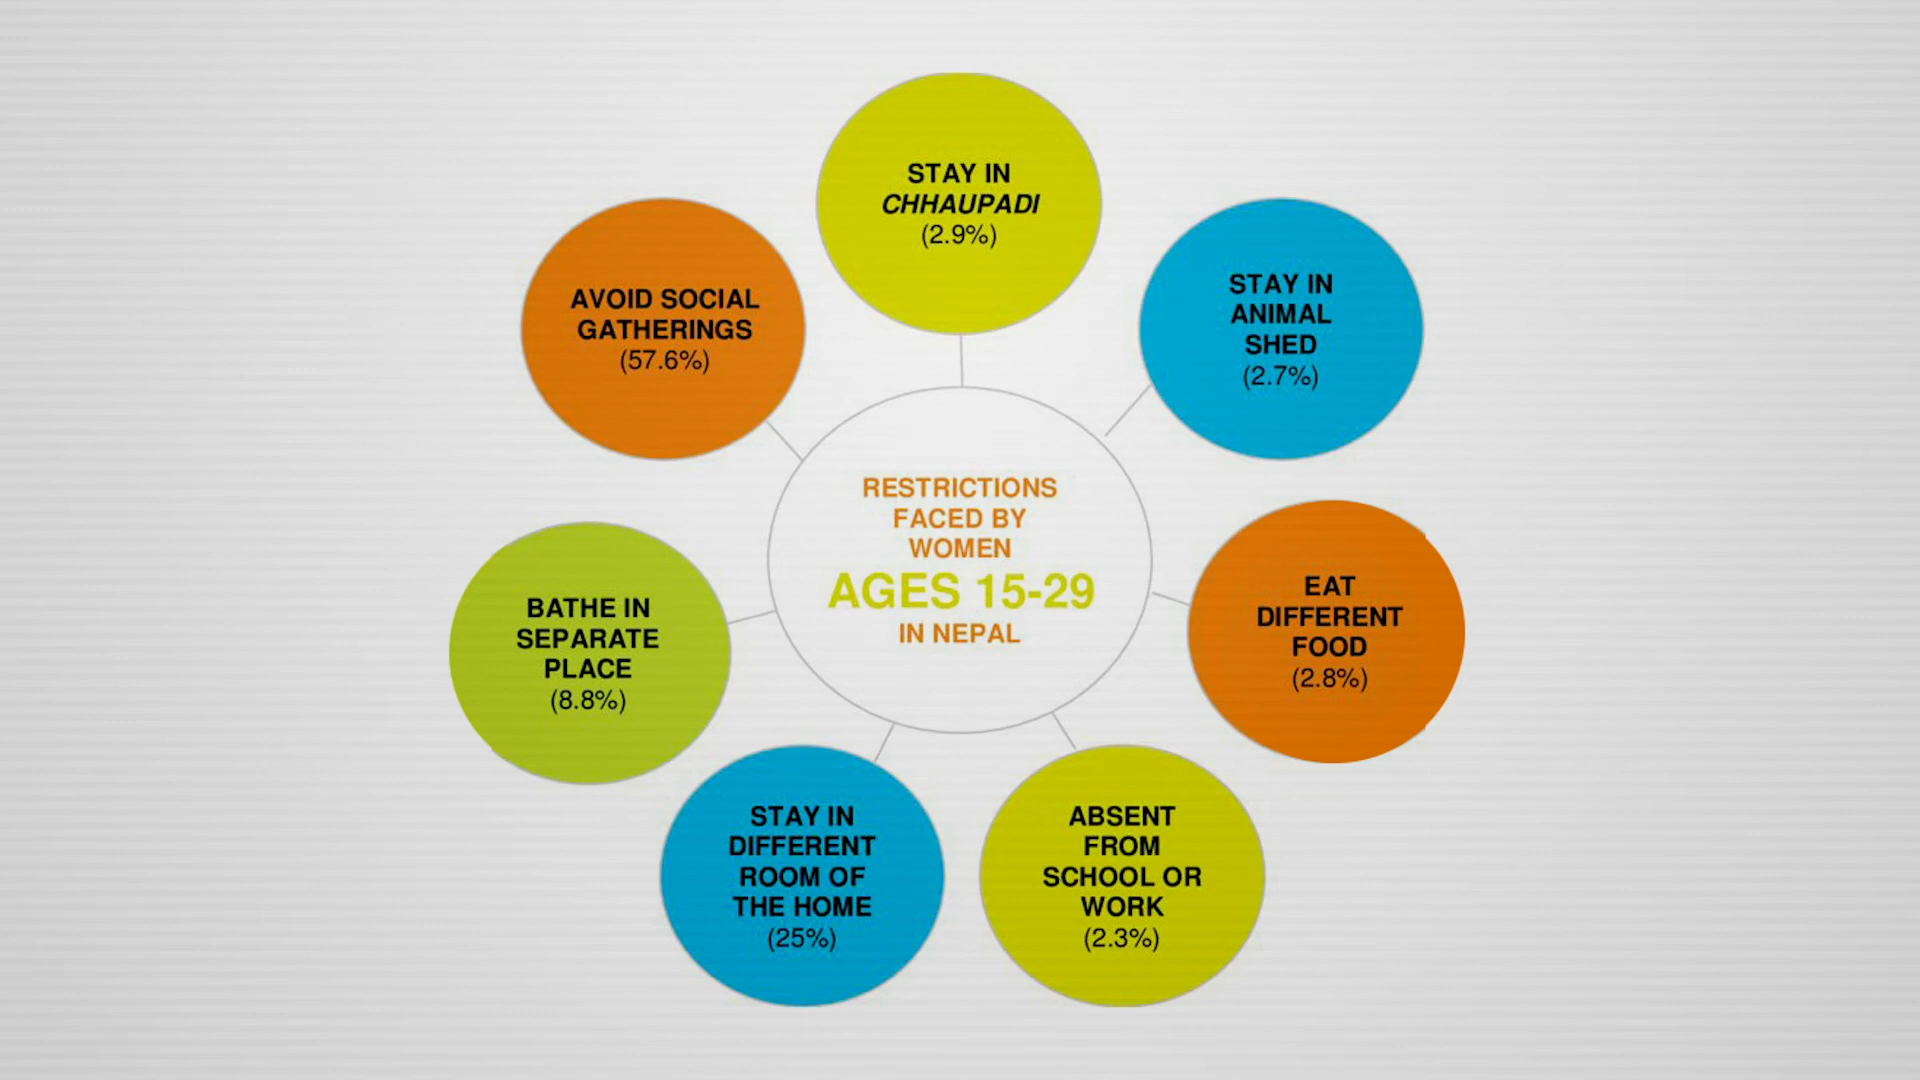 STAY IN
CHHAUPADI
(2.9%)
STAY IN
ANIMAL
SHED
(2.7%)
EAT
DIFFERENT
FOOD
(2.8%)
ABSENT
FROM
SCHOOL OR
WORK
(2.3%)
STAY IN
DIFFERENT
ROOM OF
THE HOME
(25%)
BATHE IN
SEPARATE
PLACE
(8.8%)
AVOID SOCIAL
GATHERINGS
(57.6%)
RESTRICTIONS
FACED BY
WOMEN
AGES 15-29
IN NEPAL